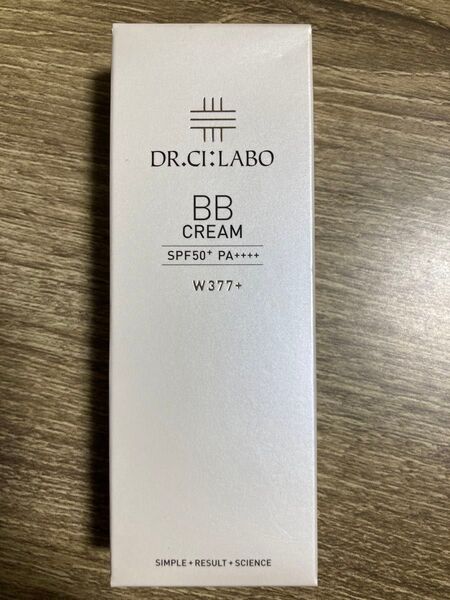 DR.CI:LABO
BB
CREAM
SPF50+ PA++++
W377+
SIMPLE+RESULT+SCIENCE